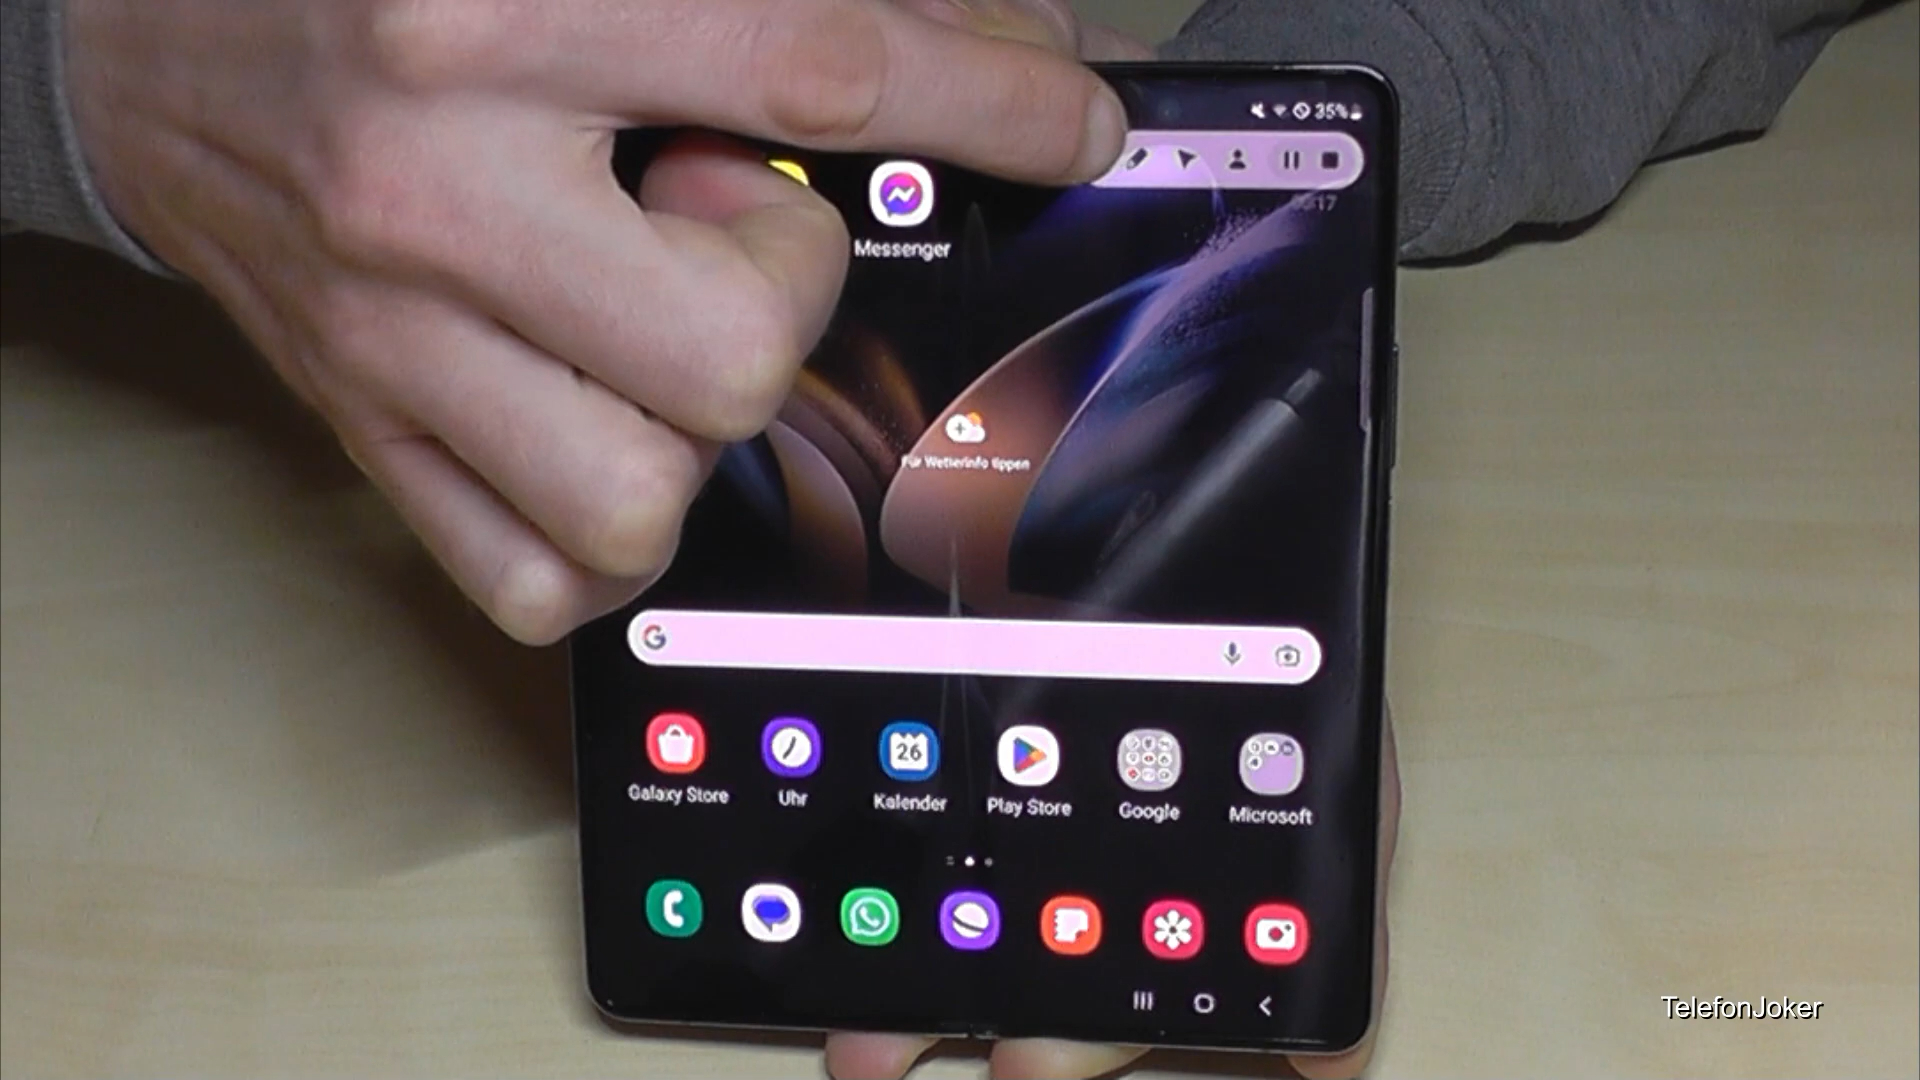 35%
Messenger
Für Wetterinfo tippen
G
Galaxy Store
Uhr
26
Kalender
Play Store
Google
Microsoft
TelefonJoker